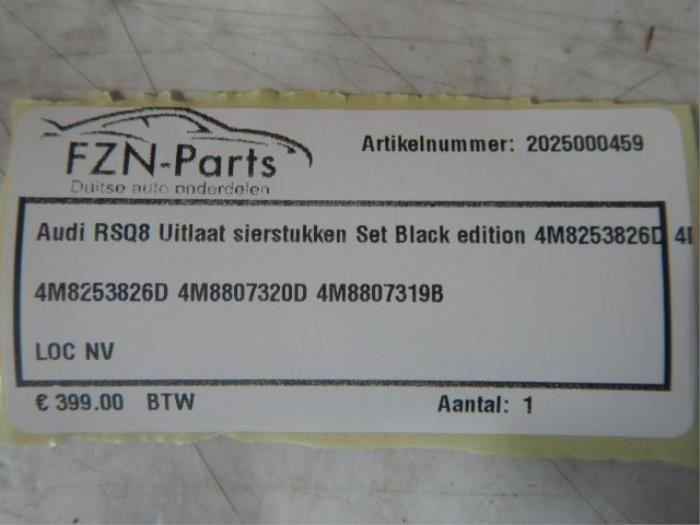 FZN-Parts
Duitse auto onderdelen
Artikelnummer: 2025000459
Audi RSQ8 Uitlaat sierstukken Set Black edition 4M8253826D
4M8253826D 4M8807320D 4M8807319B
LOC NV
€ 399.00 BTW
Aantal: 1